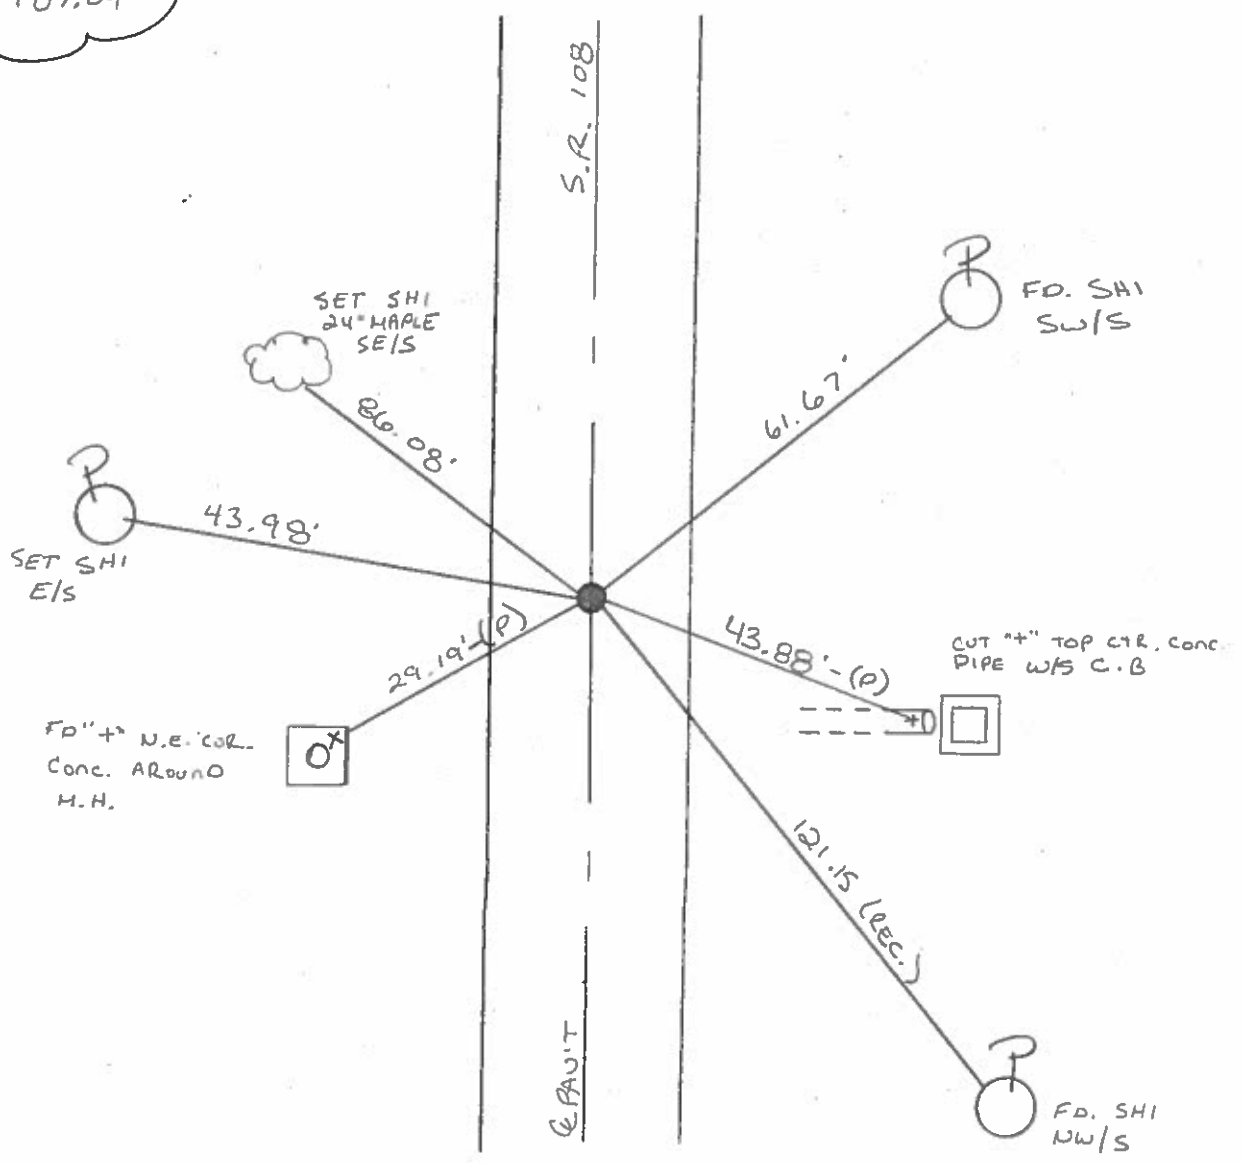 S.R. 108
SET SHI
24" MAPLE
SE/S
FD. SHI
SW/S
86.08'
61.67'
43.98'
SET SHI
E/S
29.19'-(P)
43.88'-(P)
CUT "+" TOP CTR. CONC.
PIPE W/S C.B
FD "+" N.E. COR.
CONC. AROUND
M.H.
121.15 (REC.)
℄ PAV'T
FD. SHI
NW/S